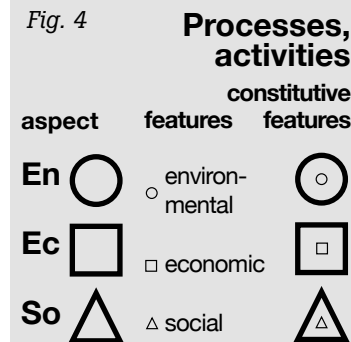 Fig. 4
Processes,
activities
constitutive
aspect features features
En environ-
mental
Ec economic
So social